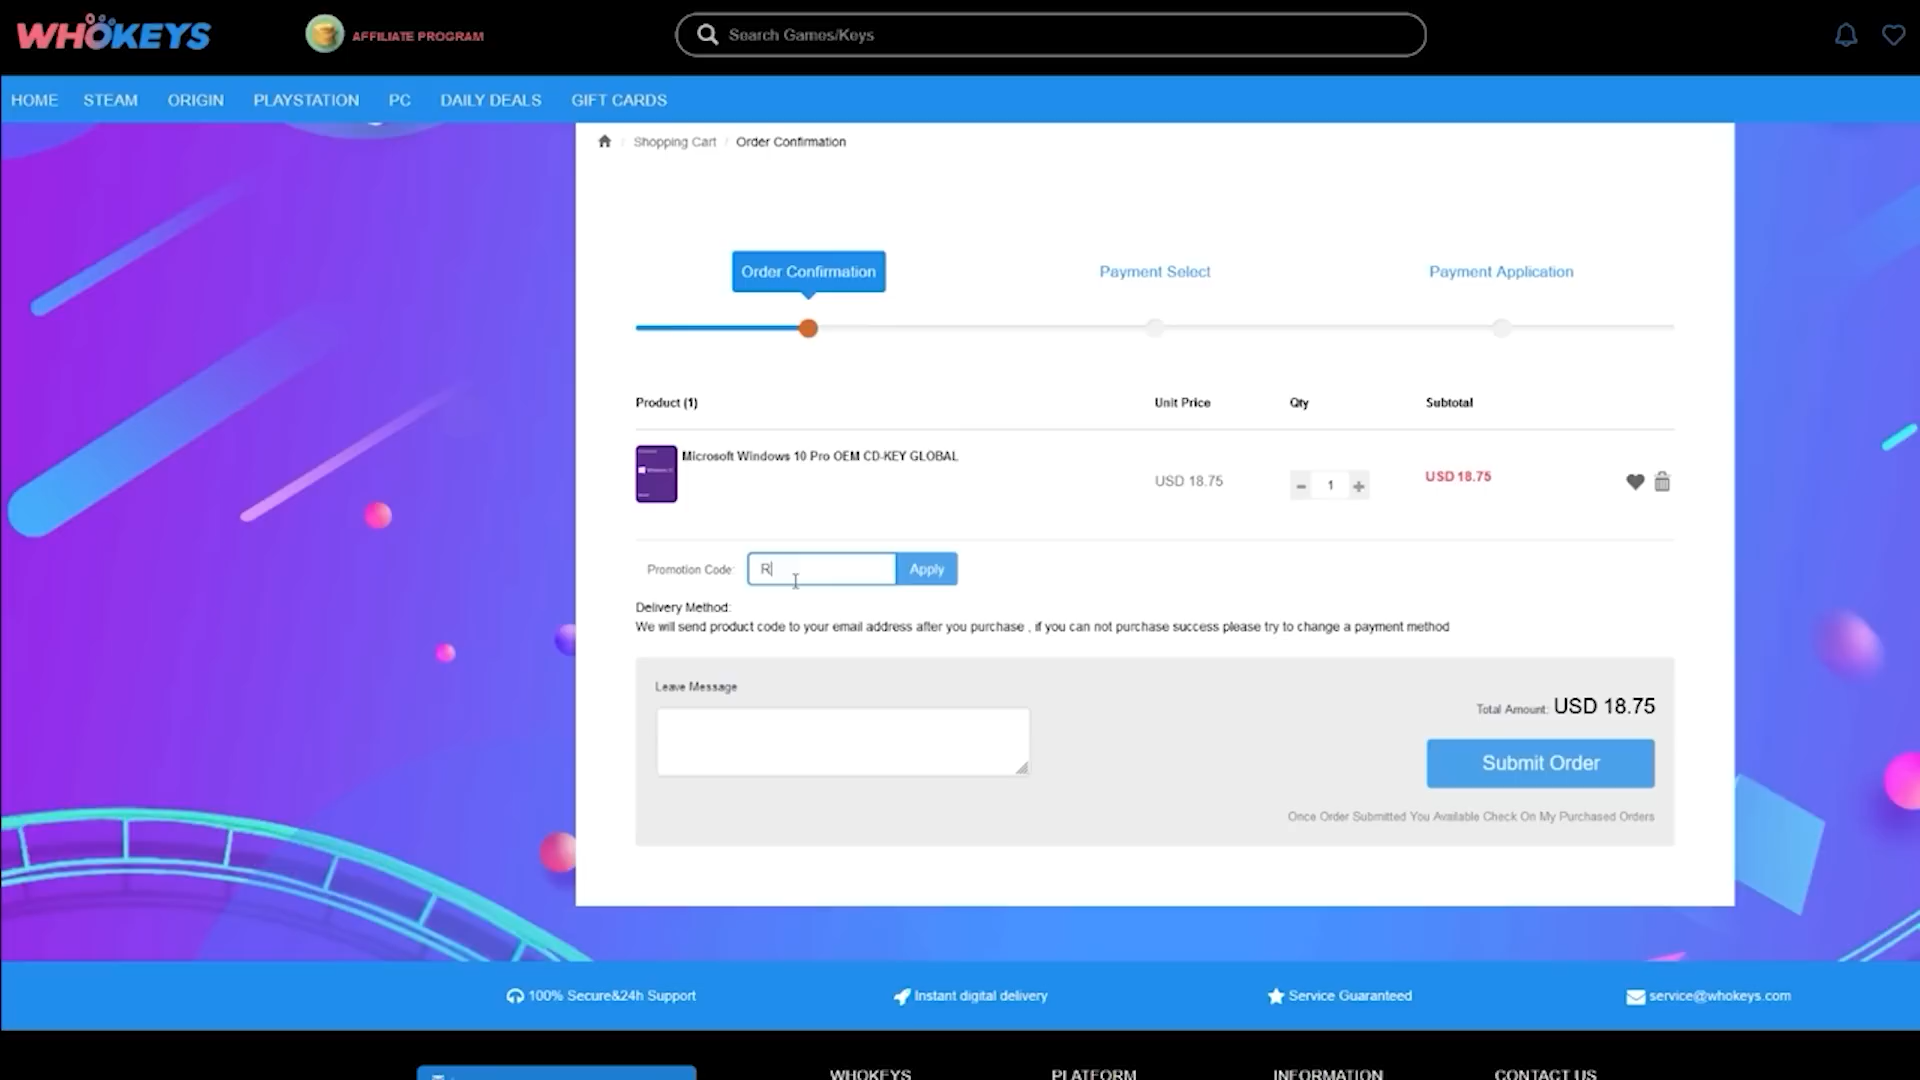 WHOKEYS
AFFILIATE PROGRAM
Search Games/Keys
HOME STEAM ORIGIN PLAYSTATION PC DAILY DEALS GIFT CARDS
/ Shopping Cart / Order Confirmation
Order Confirmation Payment Select Payment Application
Product (1) Unit Price Qty Subtotal
Microsoft Windows 10 Pro OEM CD-KEY GLOBAL
USD 18.75 - 1 + USD 18.75
Promotion Code: R Apply
Delivery Method:
We will send product code to your email address after you purchase , if you can not purchase success please try to change a payment method
Leave Message
Total Amount: USD 18.75
Submit Order
Once Order Submitted You Available Check On My Purchased Orders
100% Secure&24h Support Instant digital delivery Service Guaranteed service@whokeys.com
WHOKEYS PLATFORM INFORMATION CONTACT US